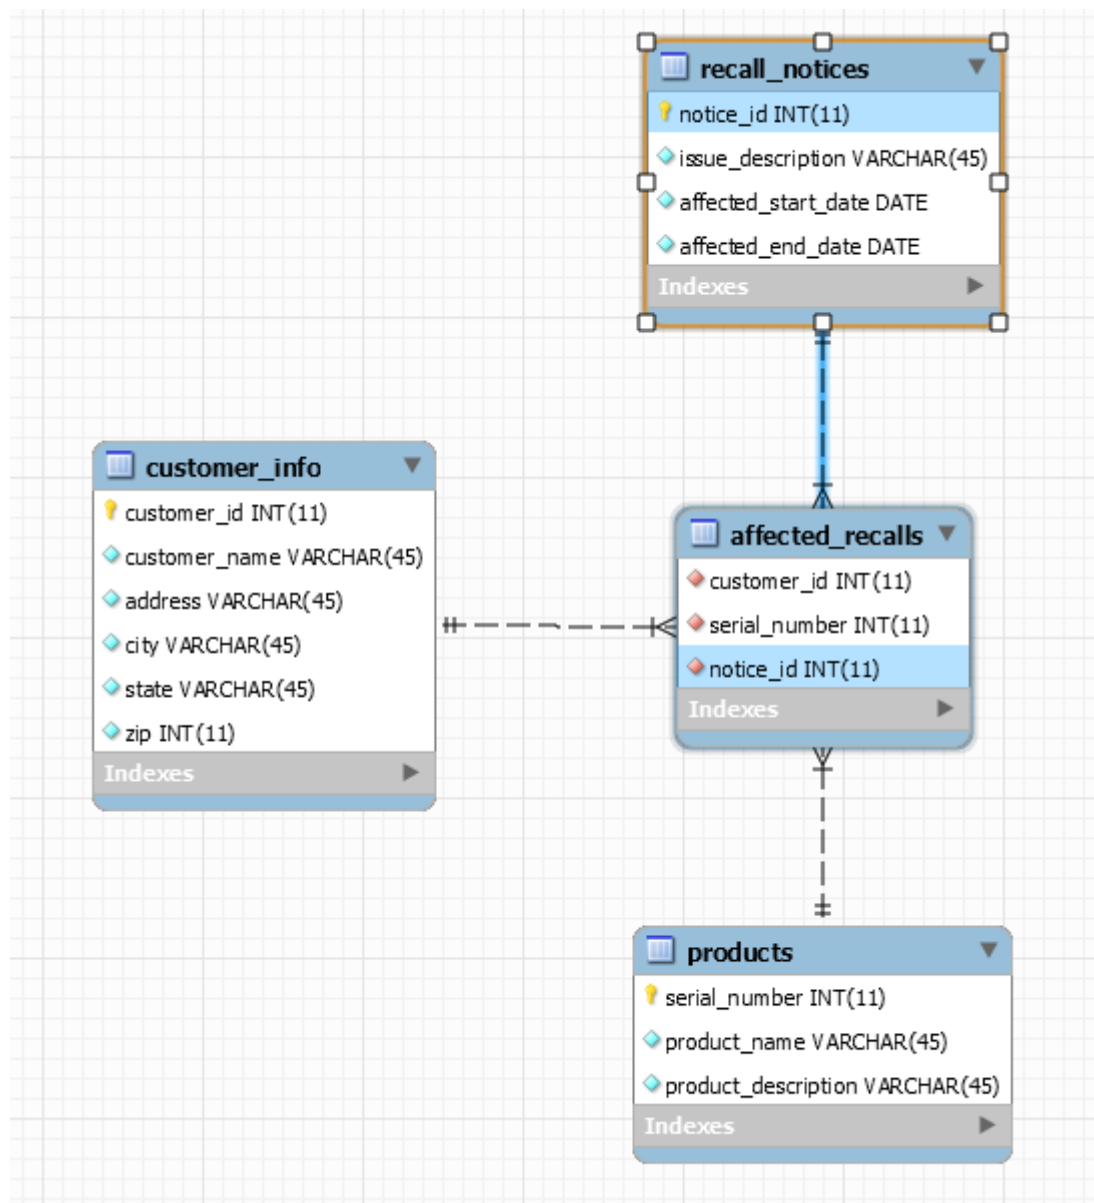 recall_notices
notice_id INT(11)
issue_description VARCHAR(45)
affected_start_date DATE
affected_end_date DATE
Indexes
customer_info
customer_id INT(11)
customer_name VARCHAR(45)
address VARCHAR(45)
city VARCHAR(45)
state VARCHAR(45)
zip INT(11)
Indexes
affected_recalls
customer_id INT(11)
serial_number INT(11)
notice_id INT(11)
Indexes
products
serial_number INT(11)
product_name VARCHAR(45)
product_description VARCHAR(45)
Indexes